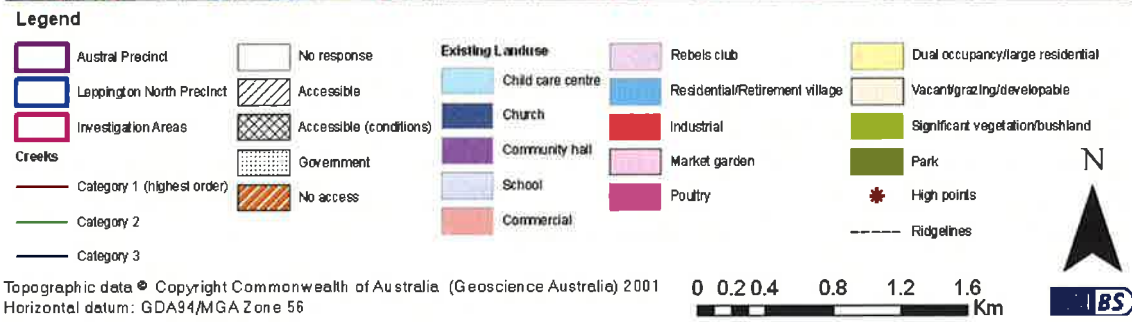 Legend
Austral Precinct
Leppington North Precinct
Investigation Areas
Creeks
Category 1 (highest order)
Category 2
Category 3
No response
Accessible
Accessible (conditions)
Government
No access
Existing Landuse
Child care centre
Church
Community hall
School
Commercial
Rebels club
Residential/Retirement village
Industrial
Market garden
Poultry
Dual occupancy/large residential
Vacant/grazing/developable
Significant vegetation/bushland
Park
High points
Ridgelines
N
Topographic data © Copyright Commonwealth of Australia (Geoscience Australia) 2001
Horizontal datum: GDA94/MGA Zone 56
0 0.2 0.4 0.8 1.2 1.6
Km
BS